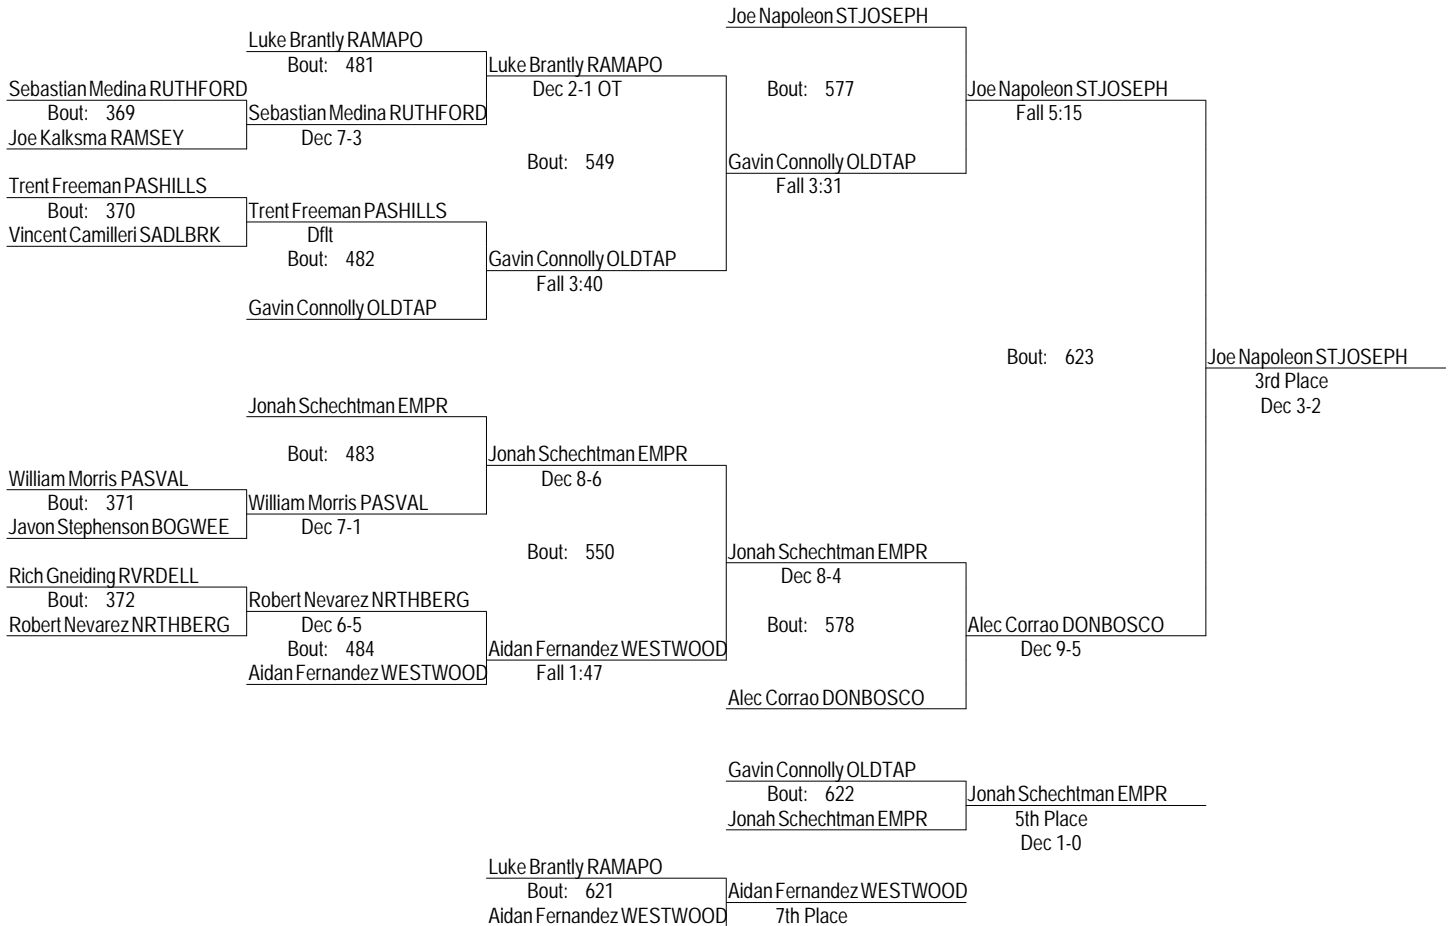 Joe Napoleon STJOSEPH
Luke Brantly RAMAPO
Bout: 481
Luke Brantly RAMAPO
Sebastian Medina RUTHFORD
Dec 2-1 OT
Bout: 577
Joe Napoleon STJOSEPH
Bout: 369
Sebastian Medina RUTHFORD
Fall 5:15
Joe Kalksma RAMSEY
Dec 7-3
Bout: 549
Gavin Connolly OLDTAP
Trent Freeman PASHILLS
Fall 3:31
Bout: 370
Trent Freeman PASHILLS
Vincent Camilleri SADLBRK
Dflt
Bout: 482
Gavin Connolly OLDTAP
Fall 3:40
Gavin Connolly OLDTAP
Bout: 623
Joe Napoleon STJOSEPH
3rd Place
Dec 3-2
Jonah Schechtman EMPR
Bout: 483
Jonah Schechtman EMPR
William Morris PASVAL
Dec 8-6
Bout: 371
William Morris PASVAL
Javon Stephenson BOGWEE
Dec 7-1
Bout: 550
Jonah Schechtman EMPR
Rich Gneiding RVRDELL
Dec 8-4
Bout: 372
Robert Nevarez NRTHBERG
Robert Nevarez NRTHBERG
Dec 6-5
Bout: 578
Alec Corrao DONBOSCO
Bout: 484
Aidan Fernandez WESTWOOD
Dec 9-5
Aidan Fernandez WESTWOOD
Fall 1:47
Alec Corrao DONBOSCO
Gavin Connolly OLDTAP
Bout: 622
Jonah Schechtman EMPR
Jonah Schechtman EMPR
5th Place
Dec 1-0
Luke Brantly RAMAPO
Bout: 621
Aidan Fernandez WESTWOOD
Aidan Fernandez WESTWOOD
7th Place